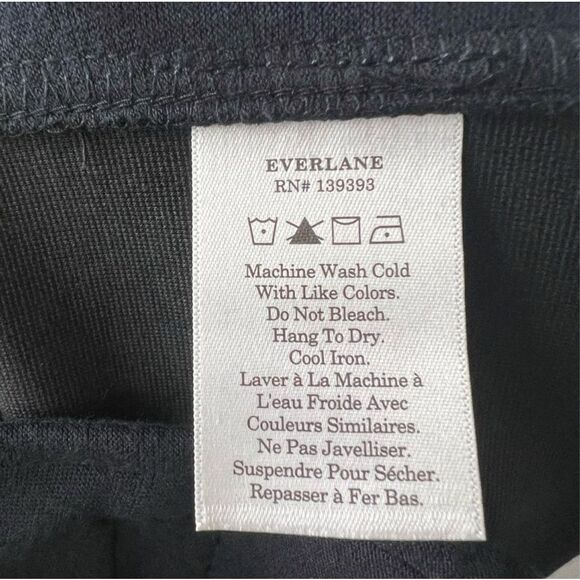 EVERLANE
RN# 139393
Machine Wash Cold
With Like Colors.
Do Not Bleach.
Hang To Dry.
Cool Iron.
Laver à La Machine à
L'eau Froide Avec
Couleurs Similaires.
Ne Pas Javelliser.
Suspendre Pour Sécher.
Repasser à Fer Bas.